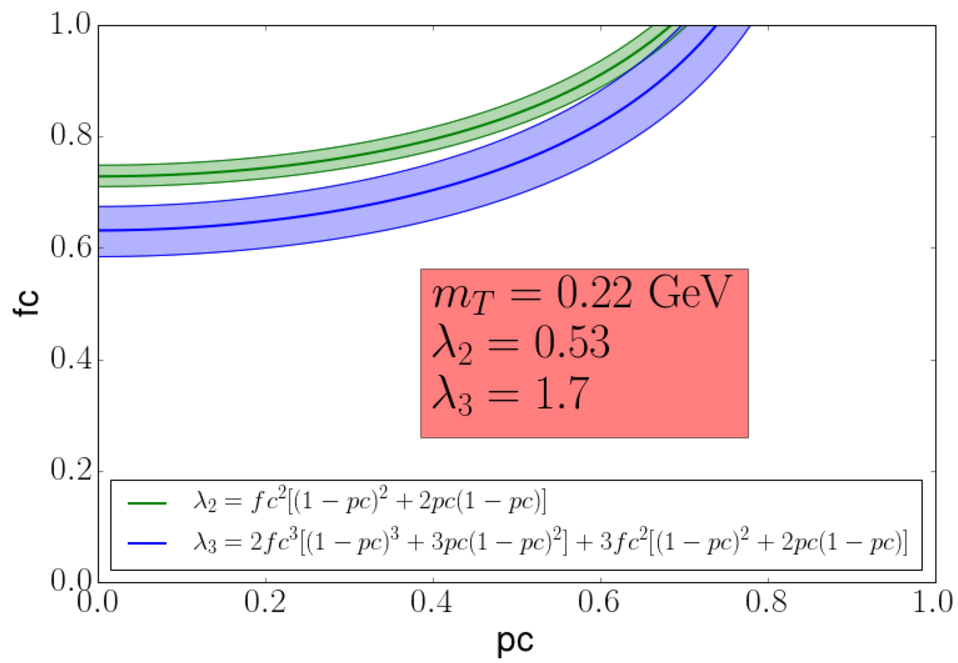 1.0
0.8
0.6
0.4
0.2
0.0
fc
m_T = 0.22 GeV
λ_2 = 0.53
λ_3 = 1.7
λ_2 = fc^2[(1 − pc)^2 + 2pc(1 − pc)]
λ_3 = 2fc^3[(1 − pc)^3 + 3pc(1 − pc)^2] + 3fc^2[(1 − pc)^2 + 2pc(1 − pc)]
0.0 0.2 0.4 0.6 0.8 1.0
pc